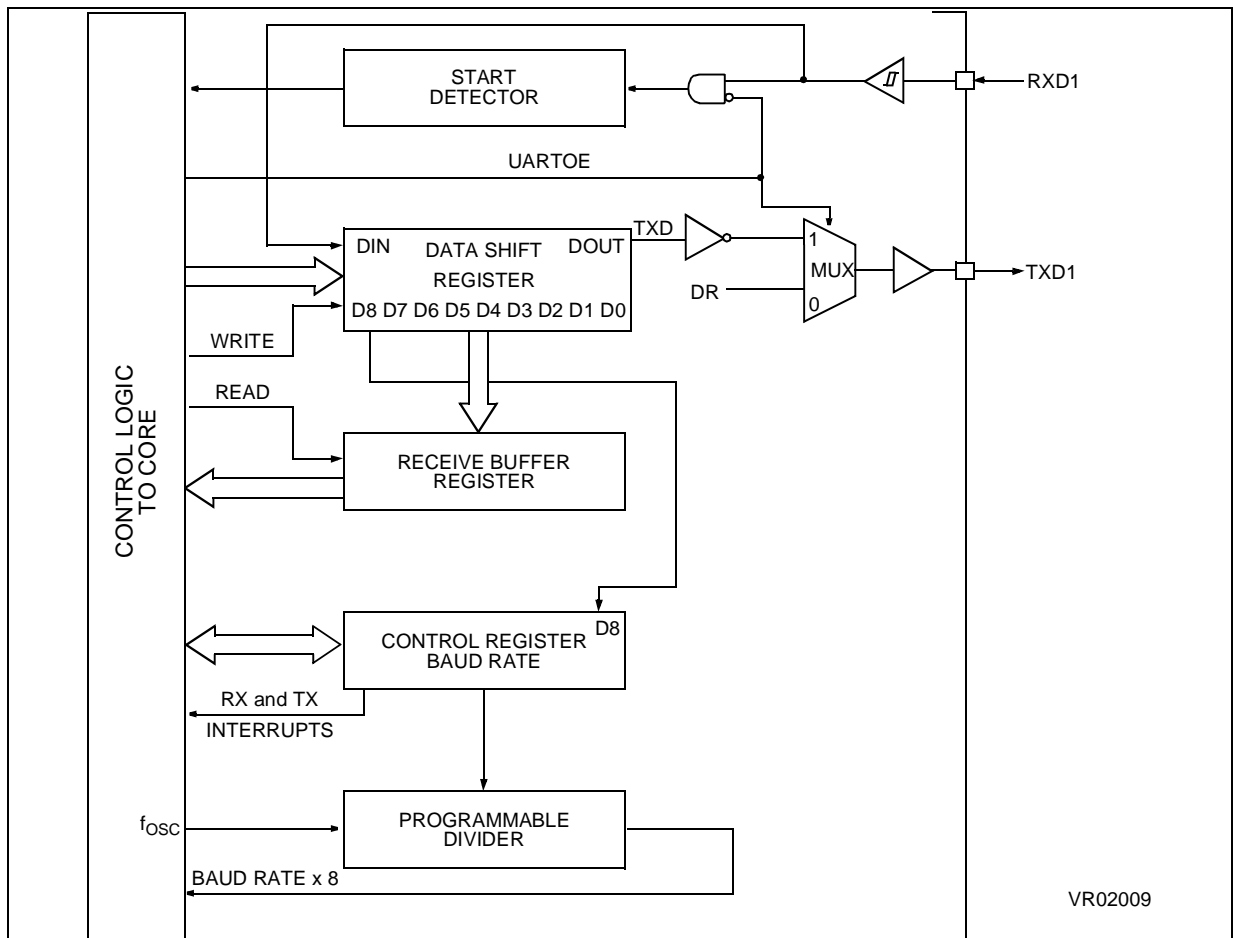 START
DETECTOR
RXD1
UARTOE
TXD
DIN DATA SHIFT DOUT
REGISTER
D8 D7 D6 D5 D4 D3 D2 D1 D0
1
MUX
0
DR
TXD1
WRITE
READ
CONTROL LOGIC
TO CORE
RECEIVE BUFFER
REGISTER
D8
CONTROL REGISTER
BAUD RATE
RX and TX
INTERRUPTS
fOSC
PROGRAMMABLE
DIVIDER
BAUD RATE x 8
VR02009